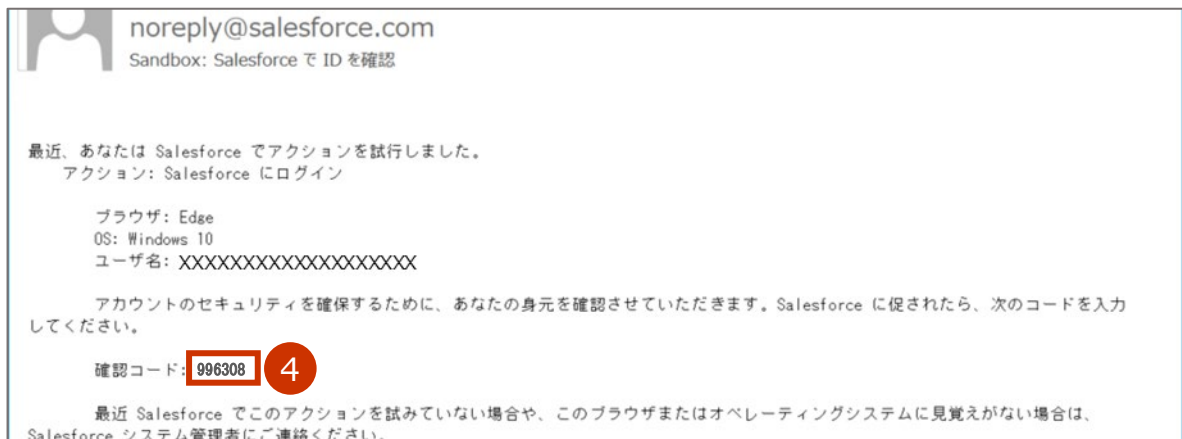 noreply@salesforce.com
Sandbox: Salesforce で ID を確認
最近、あなたは Salesforce でアクションを試行しました。
アクション: Salesforce にログイン
ブラウザ: Edge
OS: Windows 10
ユーザ名: XXXXXXXXXXXXXXXXXXX
アカウントのセキュリティを確保するために、あなたの身元を確認させていただきます。Salesforce に促されたら、次のコードを入力
してください。
確認コード: 996308 4
最近 Salesforce でこのアクションを試みていない場合や、このブラウザまたはオペレーティングシステムに見覚えがない場合は、
Salesforce システム管理者にご連絡ください。